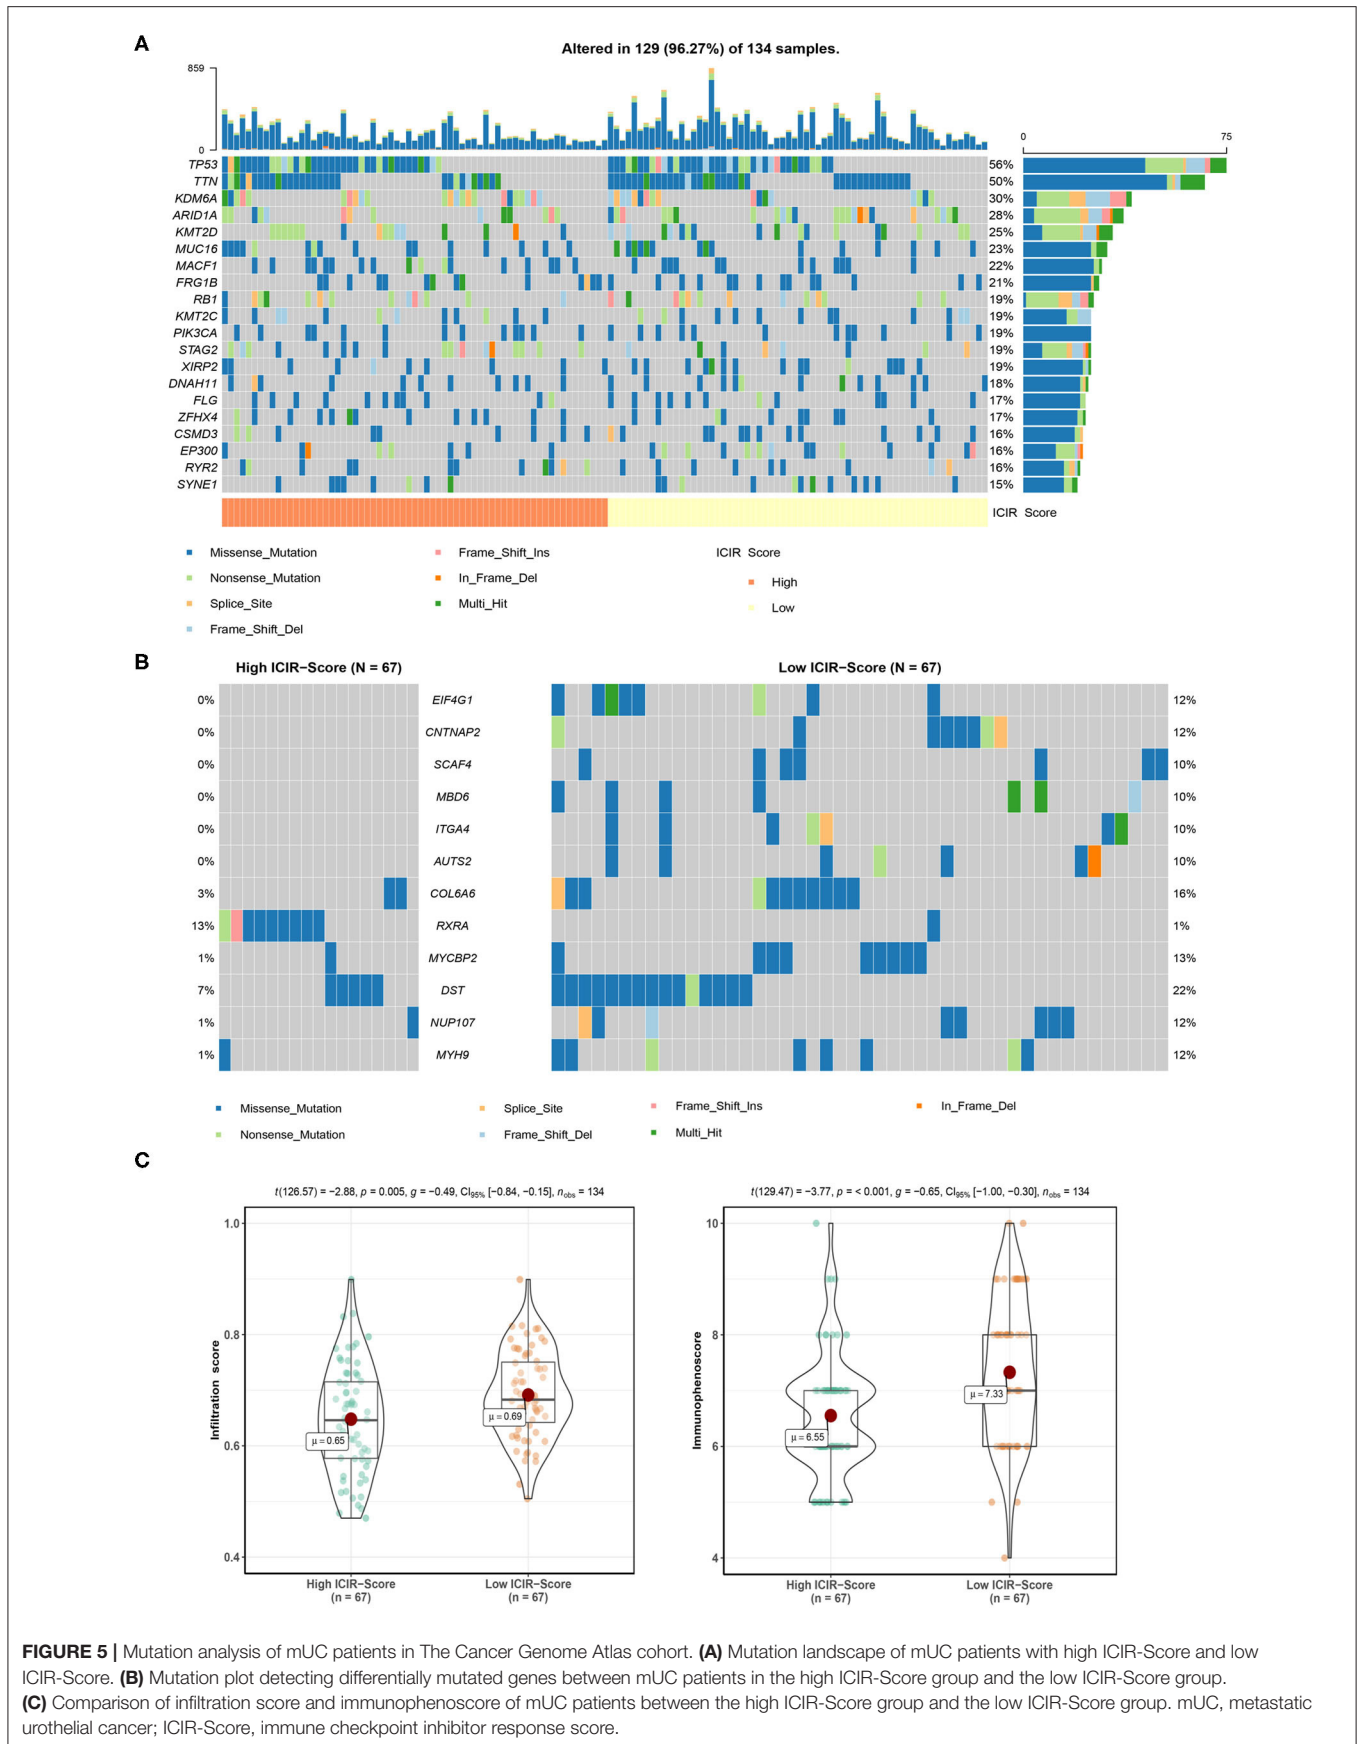 A
Altered in 129 (96.27%) of 134 samples.
859
0
0 75
TP53 56%
TTN 50%
KDM6A 30%
ARID1A 28%
KMT2D 25%
MUC16 23%
MACF1 22%
FRG1B 21%
RB1 19%
KMT2C 19%
PIK3CA 19%
STAG2 19%
XIRP2 19%
DNAH11 18%
FLG 17%
ZFHX4 17%
CSMD3 16%
EP300 16%
RYR2 16%
SYNE1 15%
ICIR Score
Missense_Mutation Frame_Shift_Ins ICIR Score
Nonsense_Mutation In_Frame_Del High
Splice_Site Multi_Hit Low
Frame_Shift_Del
B
High ICIR−Score (N = 67) Low ICIR−Score (N = 67)
0% EIF4G1 12%
0% CNTNAP2 12%
0% SCAF4 10%
0% MBD6 10%
0% ITGA4 10%
0% AUTS2 10%
3% COL6A6 16%
13% RXRA 1%
1% MYCBP2 13%
7% DST 22%
1% NUP107 12%
1% MYH9 12%
Missense_Mutation Splice_Site Frame_Shift_Ins In_Frame_Del
Nonsense_Mutation Frame_Shift_Del Multi_Hit
C
t(126.57) = −2.88, p = 0.005, g = −0.49, CI95% [−0.84, −0.15], nobs = 134
1.0
0.8
0.6
0.4
Infiltration score
μ = 0.65
μ = 0.69
High ICIR−Score Low ICIR−Score
(n = 67) (n = 67)
t(129.47) = −3.77, p = < 0.001, g = −0.65, CI95% [−1.00, −0.30], nobs = 134
10
8
6
4
Immunophenoscore
μ = 6.55
μ = 7.33
High ICIR−Score Low ICIR−Score
(n = 67) (n = 67)
FIGURE 5 | Mutation analysis of mUC patients in The Cancer Genome Atlas cohort. (A) Mutation landscape of mUC patients with high ICIR-Score and low
ICIR-Score. (B) Mutation plot detecting differentially mutated genes between mUC patients in the high ICIR-Score group and the low ICIR-Score group.
(C) Comparison of infiltration score and immunophenoscore of mUC patients between the high ICIR-Score group and the low ICIR-Score group. mUC, metastatic
urothelial cancer; ICIR-Score, immune checkpoint inhibitor response score.